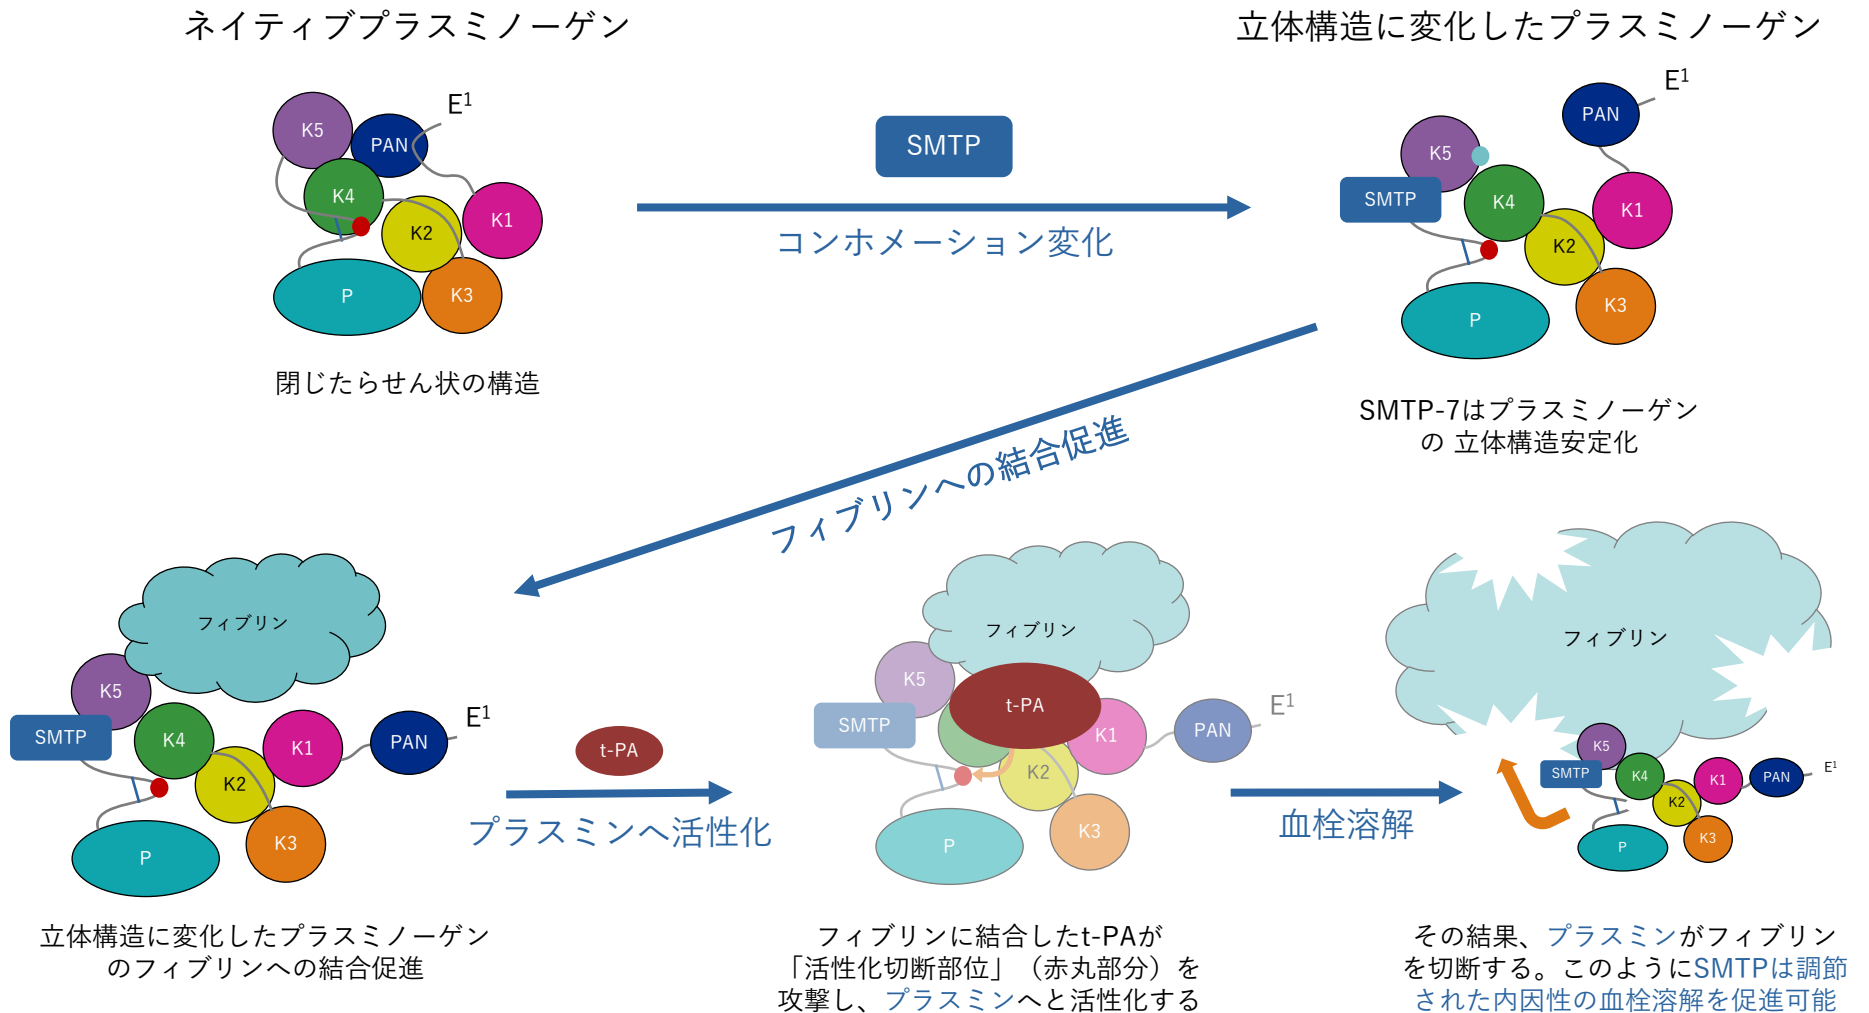 ネイティブプラスミノーゲン
立体構造に変化したプラスミノーゲン
E1
K5
PAN
K4
K2
K1
P
K3
閉じたらせん状の構造
SMTP
コンホメーション変化
E1
PAN
K5
SMTP
K4
K1
K2
K3
P
SMTP-7はプラスミノーゲン
の 立体構造安定化
フィブリンへの結合促進
フィブリン
K5
SMTP
K4
K1
PAN
E1
K2
K3
P
立体構造に変化したプラスミノーゲン
のフィブリンへの結合促進
t-PA
プラスミンへ活性化
フィブリン
K5
t-PA
SMTP
K1
PAN
E1
K2
K3
P
フィブリンに結合したt-PAが
「活性化切断部位」（赤丸部分）を
攻撃し、プラスミンへと活性化する
血栓溶解
フィブリン
K5
SMTP
K4
K1
PAN
E1
K2
K3
P
その結果、プラスミンがフィブリン
を切断する。このようにSMTPは調節
された内因性の血栓溶解を促進可能